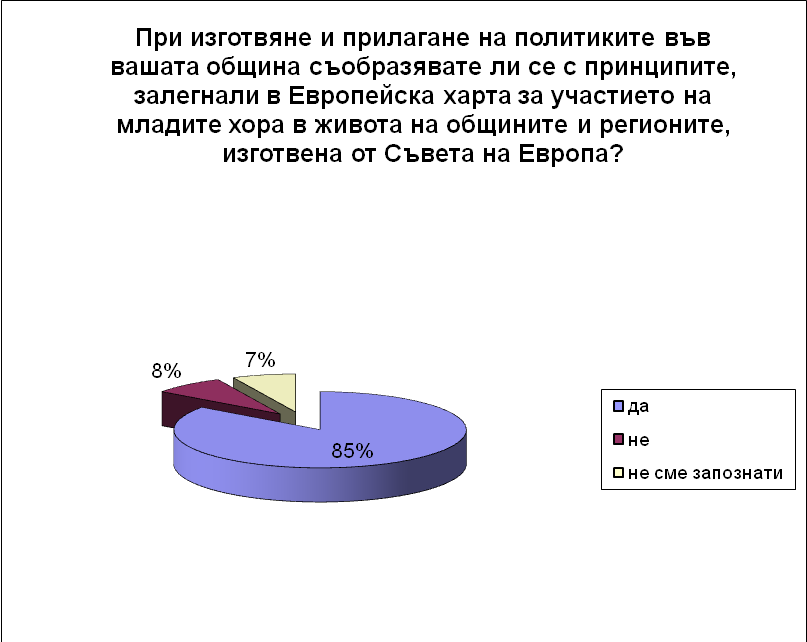 При изготвяне и прилагане на политиките във
вашата община съобразявате ли се с принципите,
залегнали в Европейска харта за участието на
младите хора в живота на общините и регионите,
изготвена от Съвета на Европа?
7%
8%
85%
да
не
не сме запознати